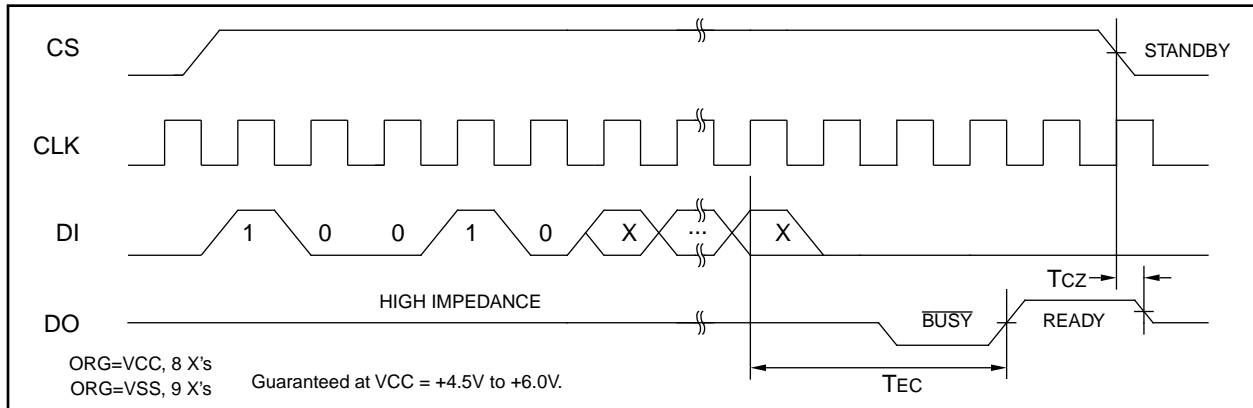 CS
STANDBY
CLK
DI
1 0 0 1 0 X ... X
TCZ
HIGH IMPEDANCE
DO
BUSY
READY
ORG=VCC, 8 X's
ORG=VSS, 9 X's
Guaranteed at VCC = +4.5V to +6.0V.
TEC